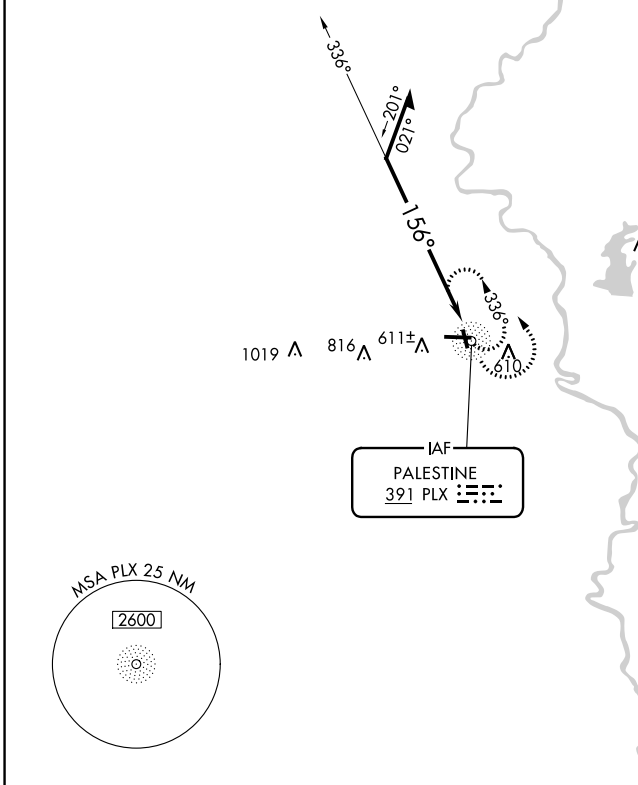 336°
201°
021°
156°
336°
1019
816
611±
610
IAF
PALESTINE
391 PLX
MSA PLX 25 NM
2600